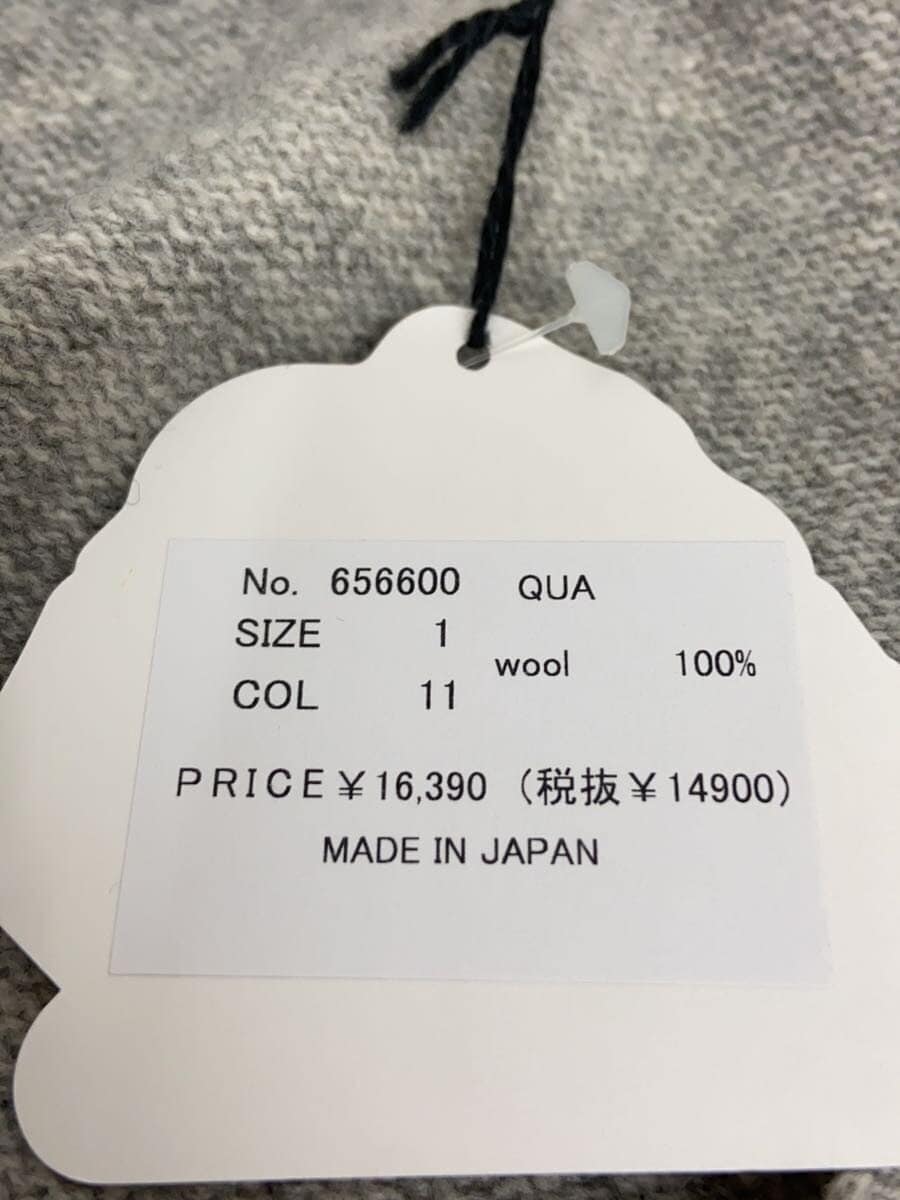 No. 656600 QUA
SIZE 1
wool 100%
COL 11
PRICE ¥16,390 (税抜¥14900)
MADE IN JAPAN